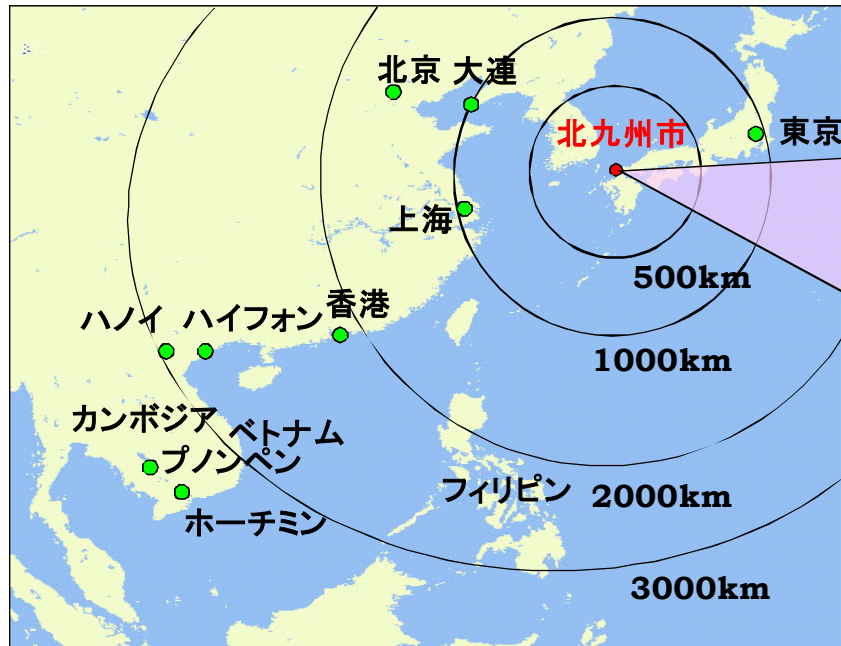 北京 大連
北九州市
東京
上海
500km
香港
ハノイ ハイフォン
1000km
カンボジア
ベトナム
プノンペン
フィリピン
2000km
ホーチミン
3000km